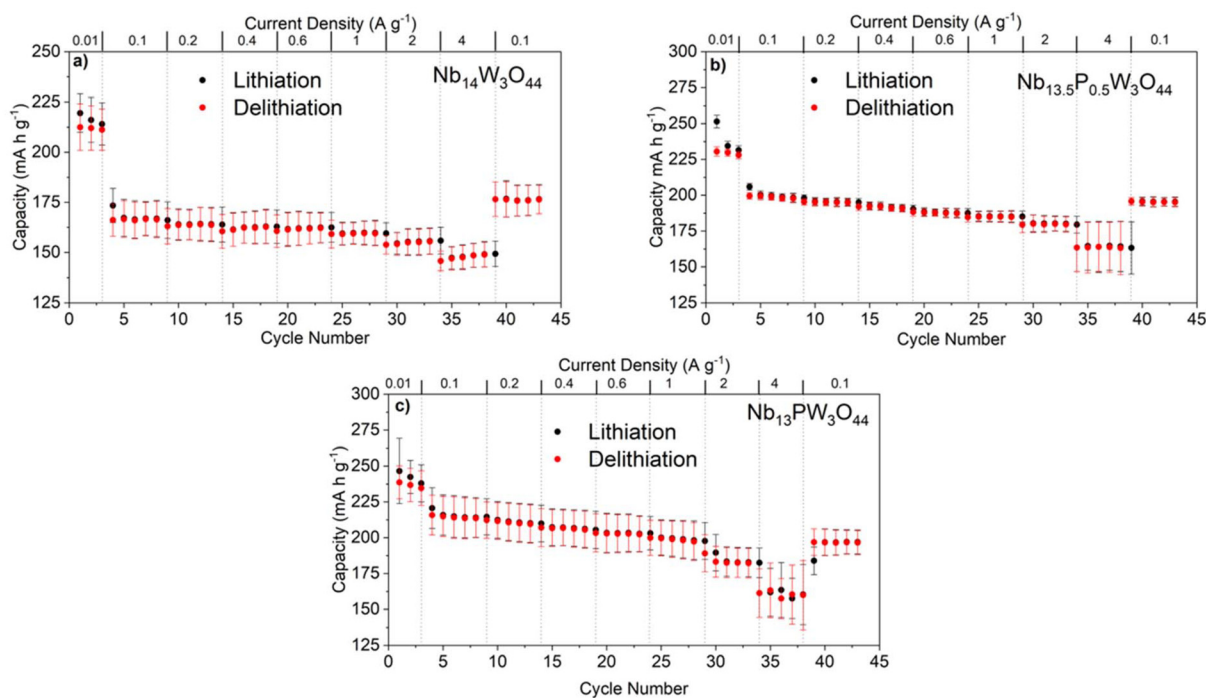 Current Density (A g⁻¹)
0.01 0.1 0.2 0.4 0.6 1 2 4 0.1
a)
Nb₁₄W₃O₄₄
Lithiation
Delithiation
Capacity (mA h g⁻¹)
250
225
200
175
150
125
0 5 10 15 20 25 30 35 40 45
Cycle Number
Current Density (A g⁻¹)
0.01 0.1 0.2 0.4 0.6 1 2 4 0.1
b)
Nb₁₃.₅P₀.₅W₃O₄₄
Lithiation
Delithiation
Capacity mA h g⁻¹)
300
250
225
200
175
150
125
0 5 10 15 20 25 30 35 40 45
Cycle Number
Current Density (A g⁻¹)
0.01 0.1 0.2 0.4 0.6 1 2 4 0.1
c)
Nb₁₃PW₃O₄₄
Lithiation
Delithiation
Capacity (mA h g⁻¹)
300
275
250
225
200
175
150
125
0 5 10 15 20 25 30 35 40 45
Cycle Number